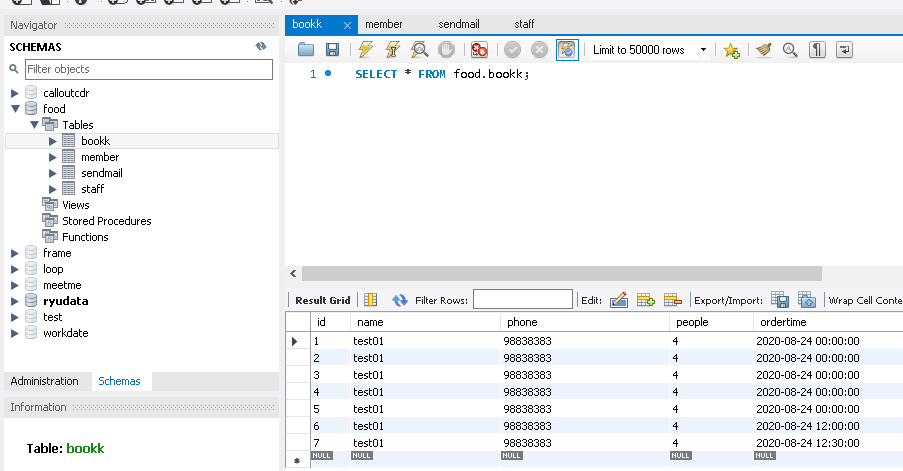 Navigator
SCHEMAS
Filter objects
calloutcdr
food
Tables
bookk
member
sendmail
staff
Views
Stored Procedures
Functions
frame
loop
meetme
ryudata
test
workdate
Administration Schemas
Information
Table: bookk
bookk member sendmail staff
Limit to 50000 rows
1 SELECT * FROM food.bookk;
Result Grid Filter Rows: Edit: Export/Import: Wrap Cell Conte
id name phone people ordertime
1 test01 98838383 4 2020-08-24 00:00:00
2 test01 98838383 4 2020-08-24 00:00:00
3 test01 98838383 4 2020-08-24 00:00:00
4 test01 98838383 4 2020-08-24 00:00:00
5 test01 98838383 4 2020-08-24 00:00:00
6 test01 98838383 4 2020-08-24 12:00:00
7 test01 98838383 4 2020-08-24 12:30:00
NULL NULL NULL NULL NULL